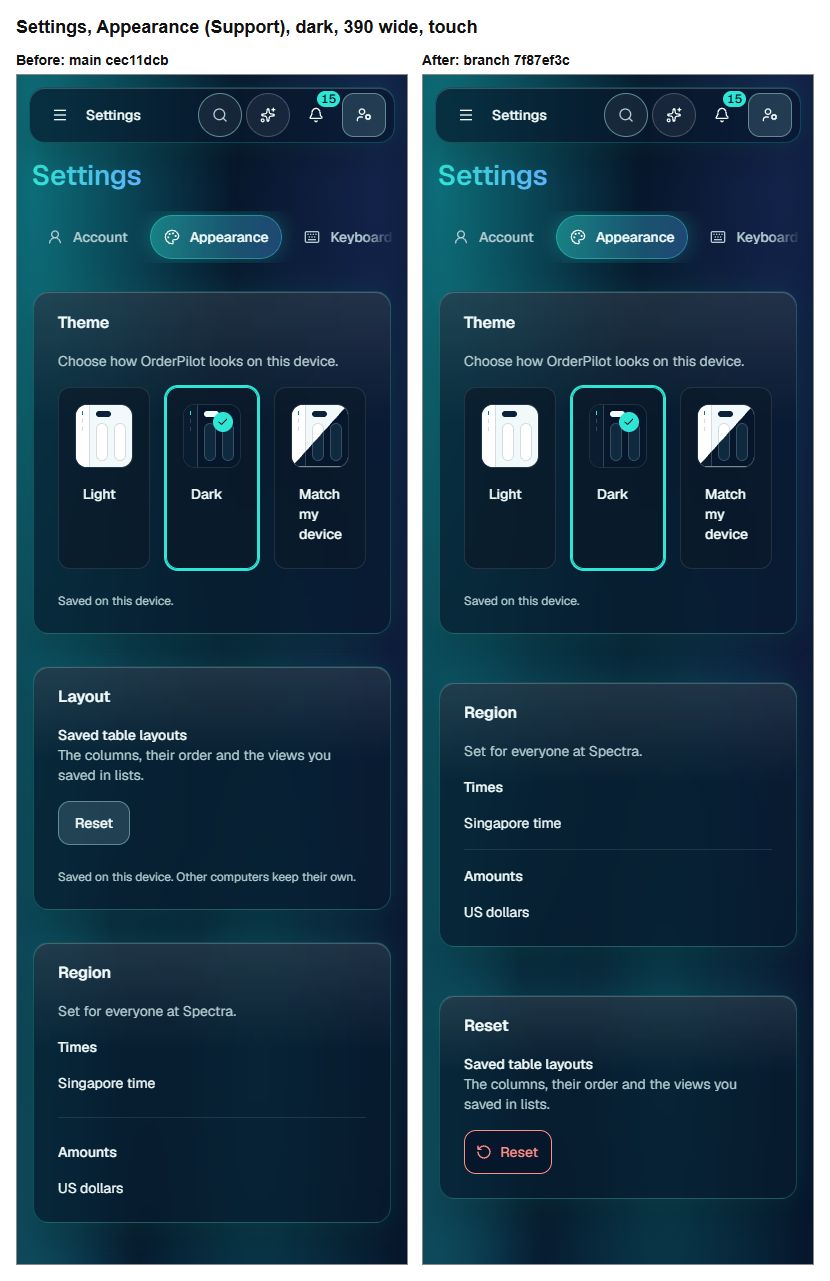 Settings, Appearance (Support), dark, 390 wide, touch
Before: main cec11dcb
Settings
15
Settings
Account
Appearance
Keyboard
Theme
Choose how OrderPilot looks on this device.
Light
Dark
Match
my
device
Saved on this device.
Layout
Saved table layouts
The columns, their order and the views you
saved in lists.
Reset
Saved on this device. Other computers keep their own.
Region
Set for everyone at Spectra.
Times
Singapore time
Amounts
US dollars
After: branch 7f87ef3c
Settings
15
Settings
Account
Appearance
Keyboard
Theme
Choose how OrderPilot looks on this device.
Light
Dark
Match
my
device
Saved on this device.
Region
Set for everyone at Spectra.
Times
Singapore time
Amounts
US dollars
Reset
Saved table layouts
The columns, their order and the views you
saved in lists.
Reset